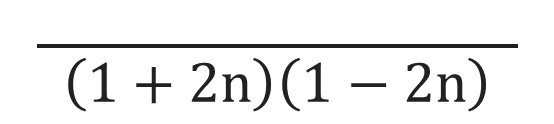 (1 + 2n)(1 − 2n)